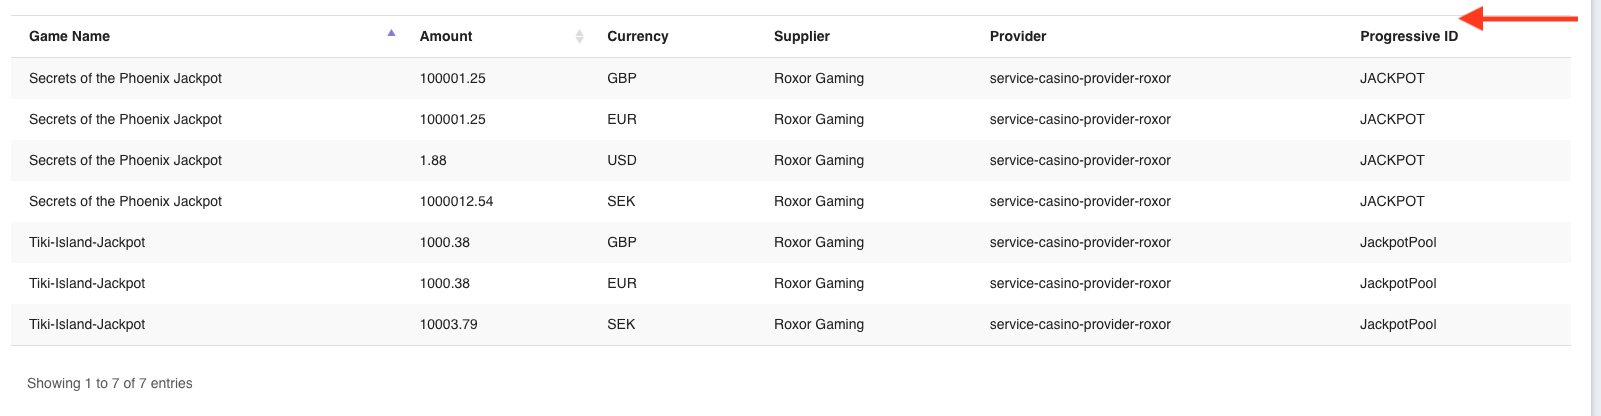 Game Name Amount Currency Supplier Provider Progressive ID
Secrets of the Phoenix Jackpot 100001.25 GBP Roxor Gaming service-casino-provider-roxor JACKPOT
Secrets of the Phoenix Jackpot 100001.25 EUR Roxor Gaming service-casino-provider-roxor JACKPOT
Secrets of the Phoenix Jackpot 1.88 USD Roxor Gaming service-casino-provider-roxor JACKPOT
Secrets of the Phoenix Jackpot 1000012.54 SEK Roxor Gaming service-casino-provider-roxor JACKPOT
Tiki-Island-Jackpot 1000.38 GBP Roxor Gaming service-casino-provider-roxor JackpotPool
Tiki-Island-Jackpot 1000.38 EUR Roxor Gaming service-casino-provider-roxor JackpotPool
Tiki-Island-Jackpot 10003.79 SEK Roxor Gaming service-casino-provider-roxor JackpotPool
Showing 1 to 7 of 7 entries